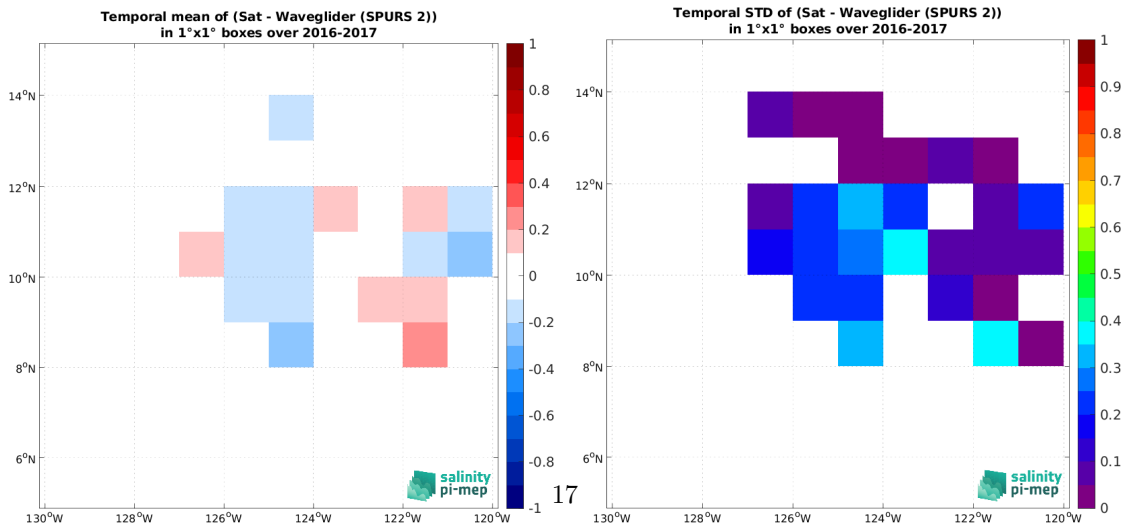 Temporal mean of (Sat - Waveglider (SPURS 2))
in 1°x1° boxes over 2016-2017
14°N
12°N
10°N
8°N
6°N
130°W
128°W
126°W
124°W
122°W
120°W
1
0.8
0.6
0.4
0.2
0
-0.2
-0.4
-0.6
-0.8
-1
salinity
pi-mep
17
Temporal STD of (Sat - Waveglider (SPURS 2))
in 1°x1° boxes over 2016-2017
14°N
12°N
10°N
8°N
6°N
130°W
128°W
126°W
124°W
122°W
120°W
1
0.9
0.8
0.7
0.6
0.5
0.4
0.3
0.2
0.1
0
salinity
pi-mep